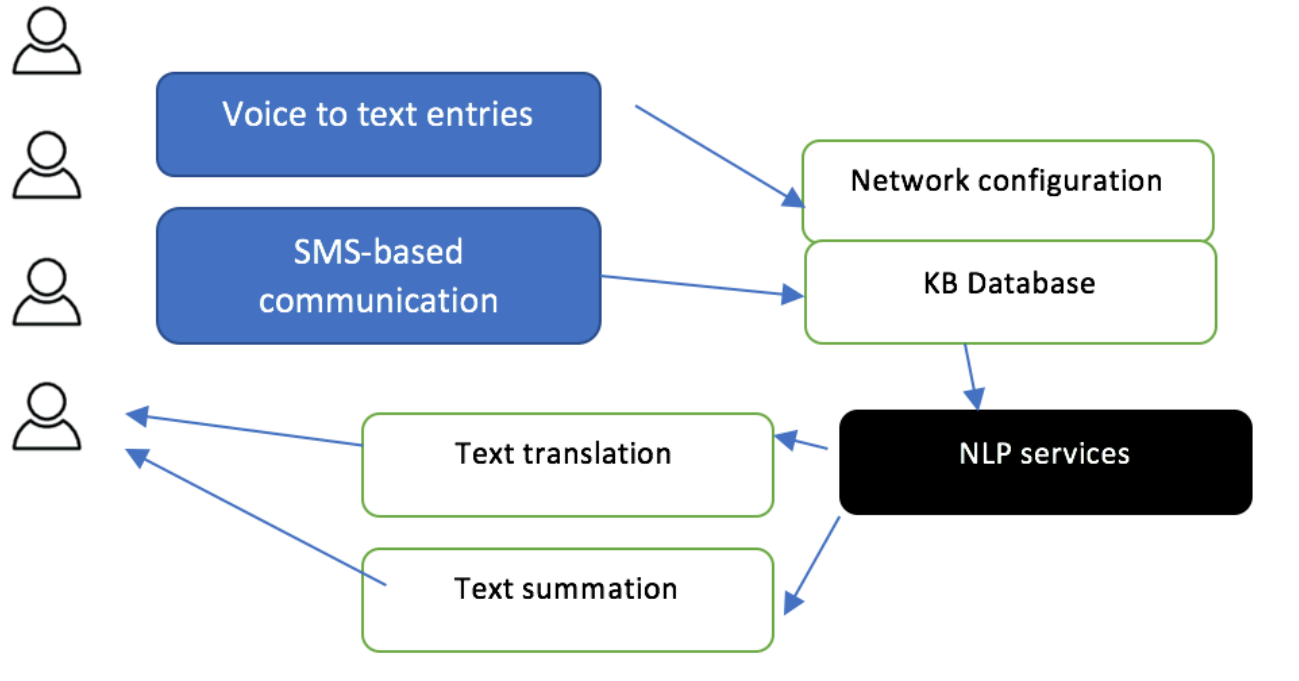 Voice to text entries
Network configuration
SMS-based
communication
KB Database
Text translation
NLP services
Text summation